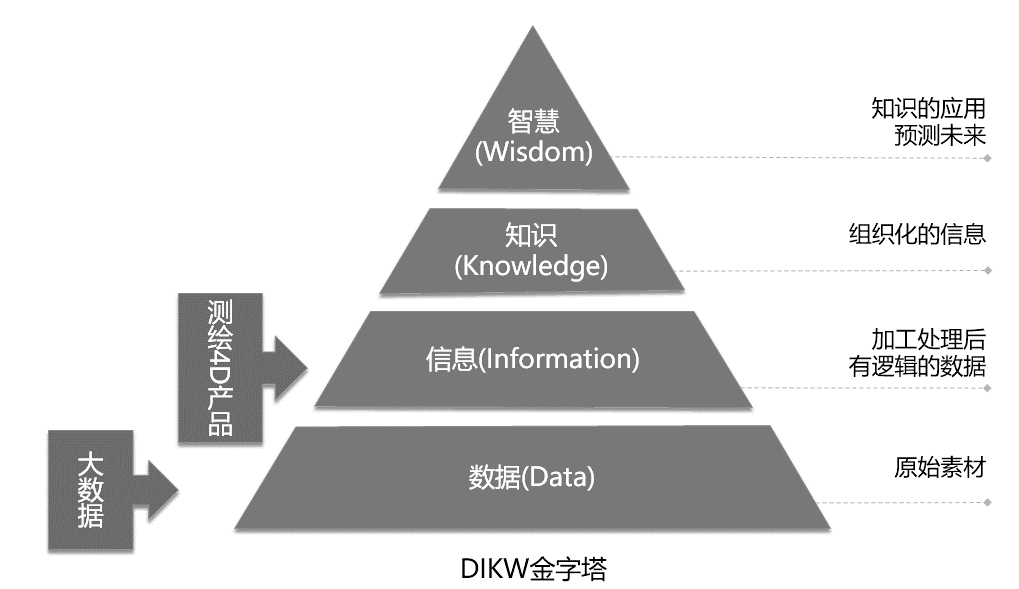 智慧
(Wisdom)
知识的应用
预测未来
知识
(Knowledge)
组织化的信息
测绘4D产品
信息(Information)
加工处理后
有逻辑的数据
大数据
数据(Data)
原始素材
DIKW金字塔